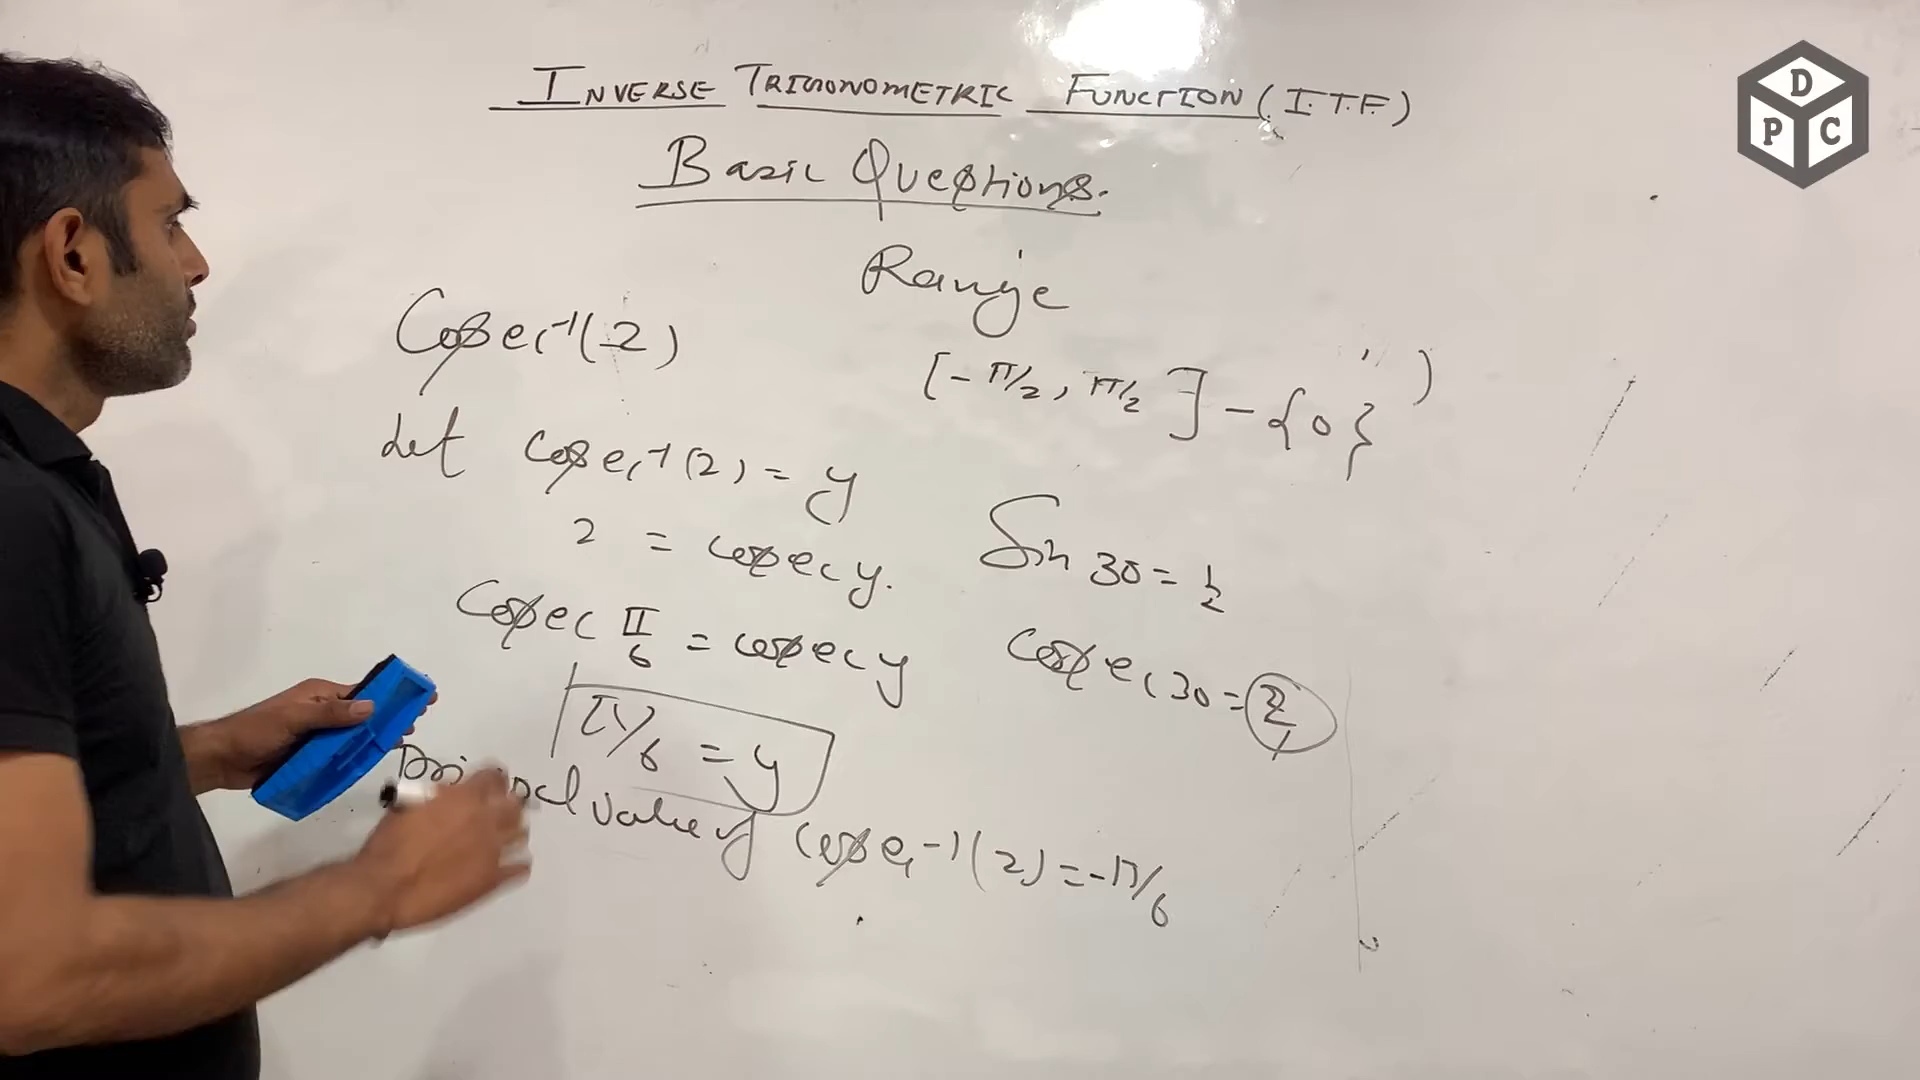 INVERSE TRIGONOMETRIC FUNCTION (I.T.F)
Basic Questions.
Range
Cosec⁻¹(2)
[-π/2, π/2] - {0} )
Let Cosec⁻¹(2) = y
2 = cosec y.
Sin 30 = 1/2
Cosec π/6 = cosec y
Cosec 30 = 2
π/6 = y
value of Cosec⁻¹(2) = -π/6
D
P C